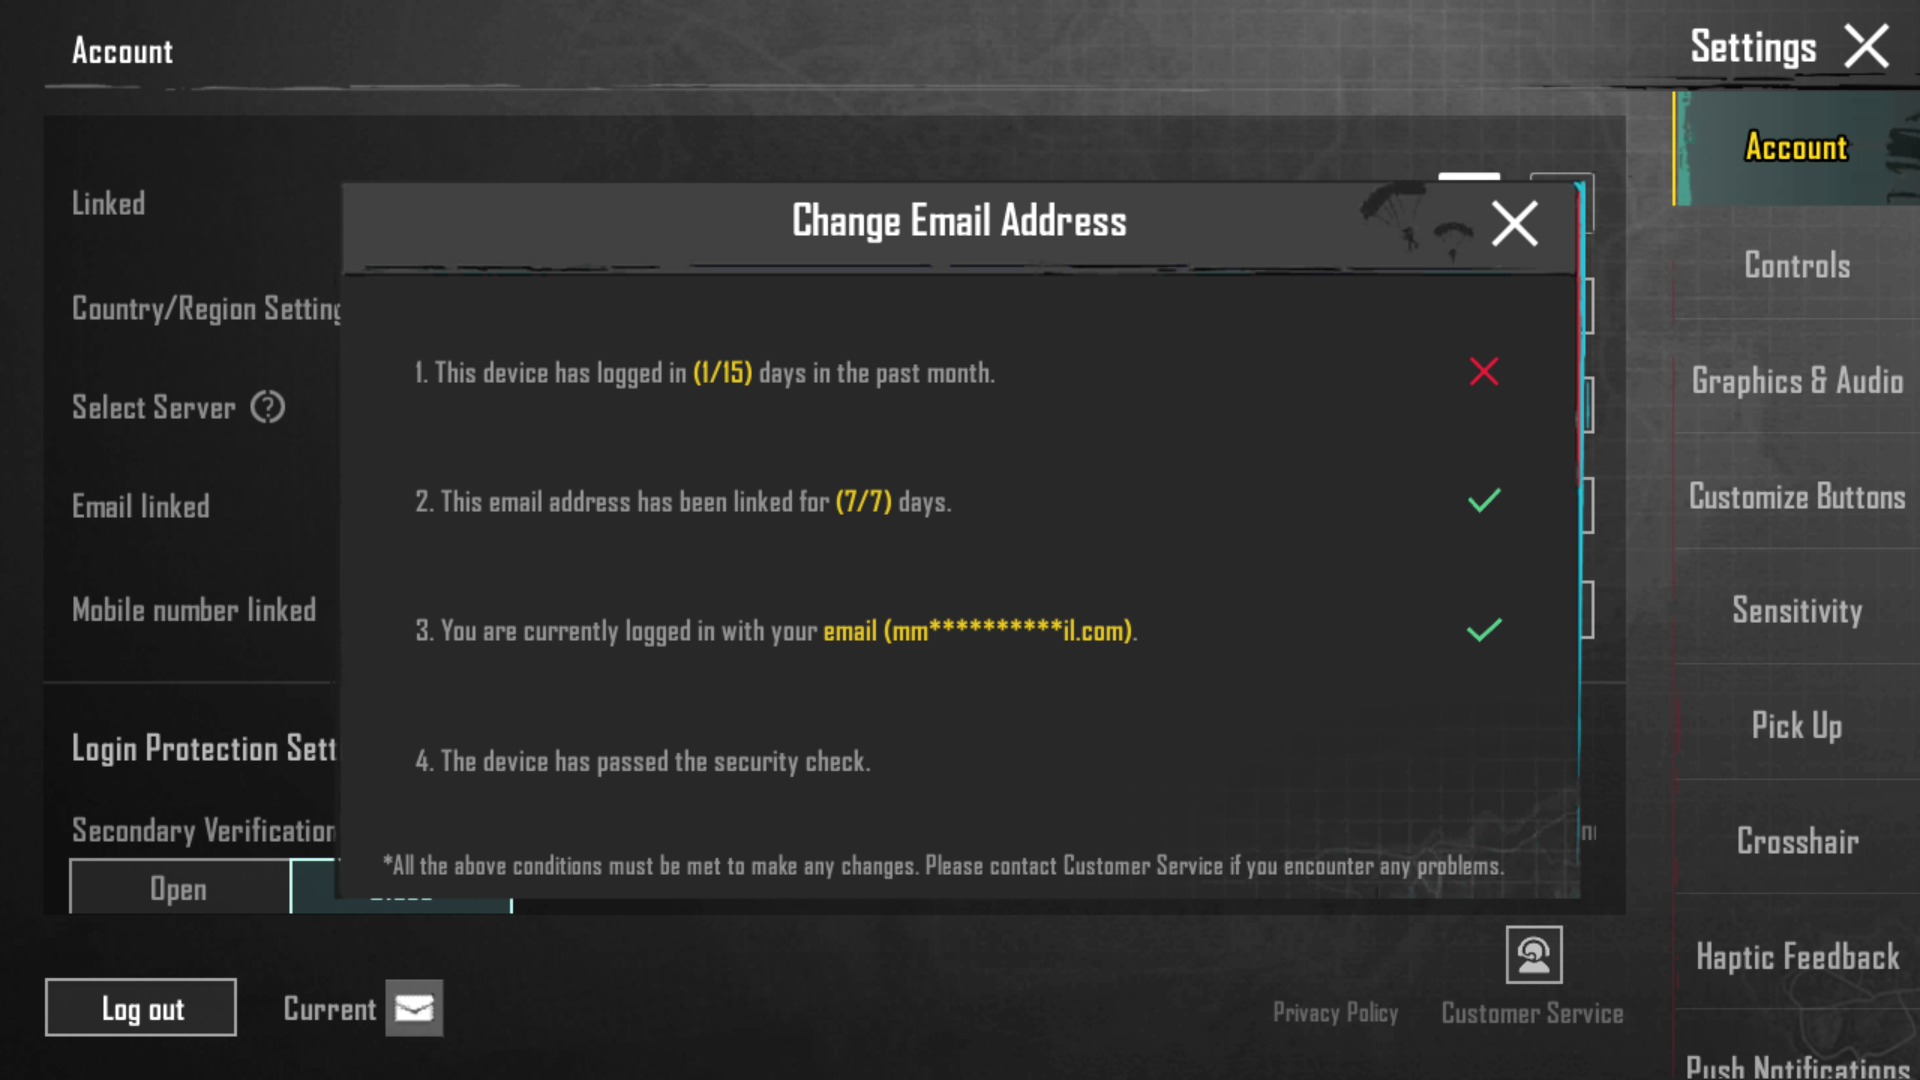 Account
Settings
Account
Linked
Change Email Address
Controls
Country/Region Setting
1. This device has logged in (1/15) days in the past month.
Graphics & Audio
Select Server ?
2. This email address has been linked for (7/7) days.
Customize Buttons
Email linked
Mobile number linked
3. You are currently logged in with your email (mm**********il.com).
Sensitivity
Pick Up
Login Protection Sett
4. The device has passed the security check.
Secondary Verification
Crosshair
*All the above conditions must be met to make any changes. Please contact Customer Service if you encounter any problems.
Open
Haptic Feedback
Log out
Current
Privacy Policy
Customer Service
Push Notifications